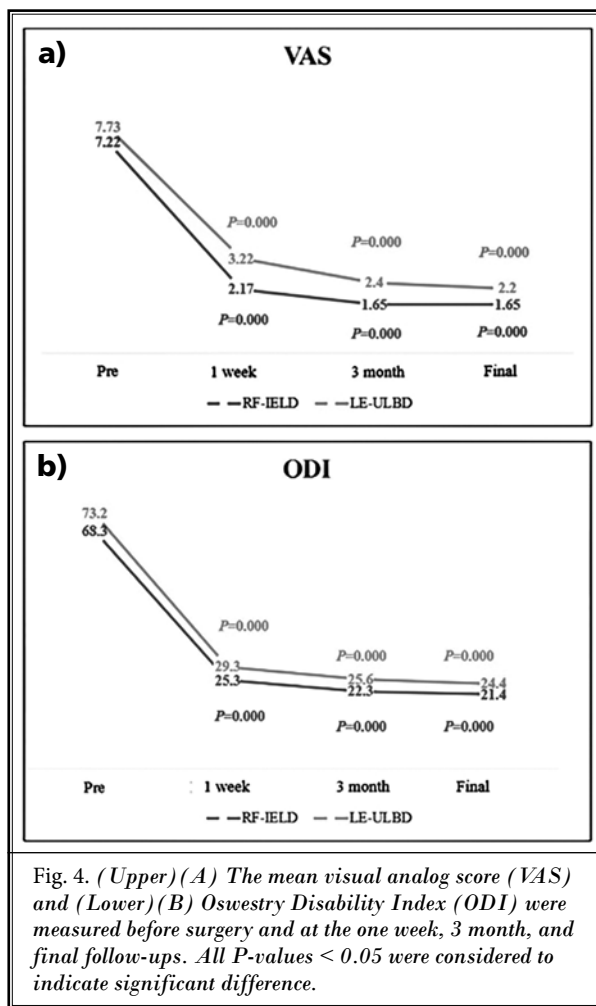 a)
VAS
7.73
7.22
P=0.000
P=0.000
P=0.000
3.22
2.4
2.2
2.17
1.65
1.65
P=0.000
P=0.000
P=0.000
Pre 1 week 3 month Final
RF-IELD LE-ULBD
b)
ODI
73.2
68.3
P=0.000
P=0.000
P=0.000
29.3
25.6
24.4
25.3
22.3
21.4
P=0.000
P=0.000
P=0.000
Pre : 1 week 3 month Final
RF-IELD LE-ULBD
Fig. 4. (Upper)(A) The mean visual analog score (VAS)
and (Lower)(B) Oswestry Disability Index (ODI) were
measured before surgery and at the one week, 3 month, and
final follow-ups. All P-values < 0.05 were considered to
indicate significant difference.